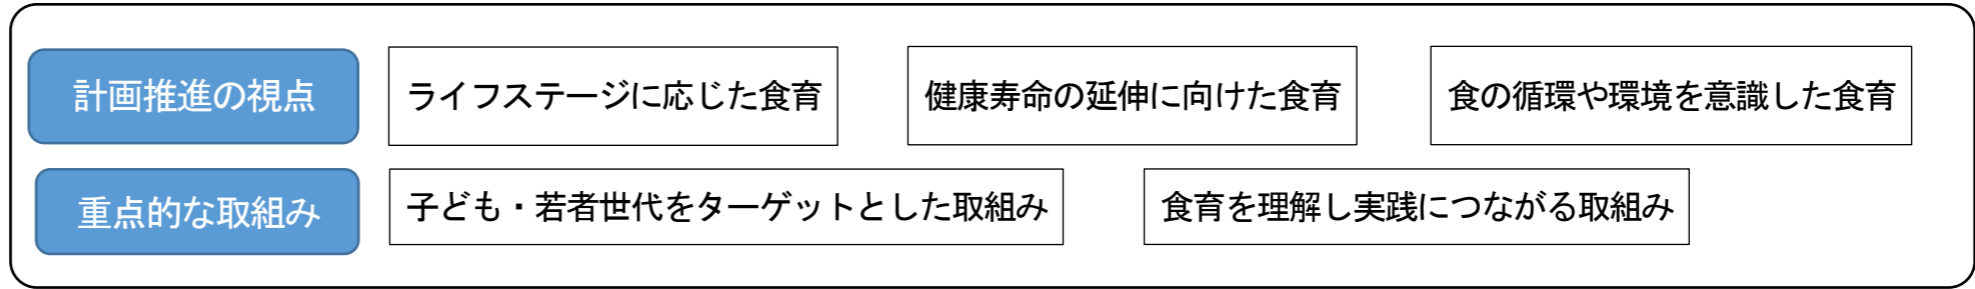 計画推進の視点
ライフステージに応じた食育
健康寿命の延伸に向けた食育
食の循環や環境を意識した食育
重点的な取組み
子ども・若者世代をターゲットとした取組み
食育を理解し実践につながる取組み